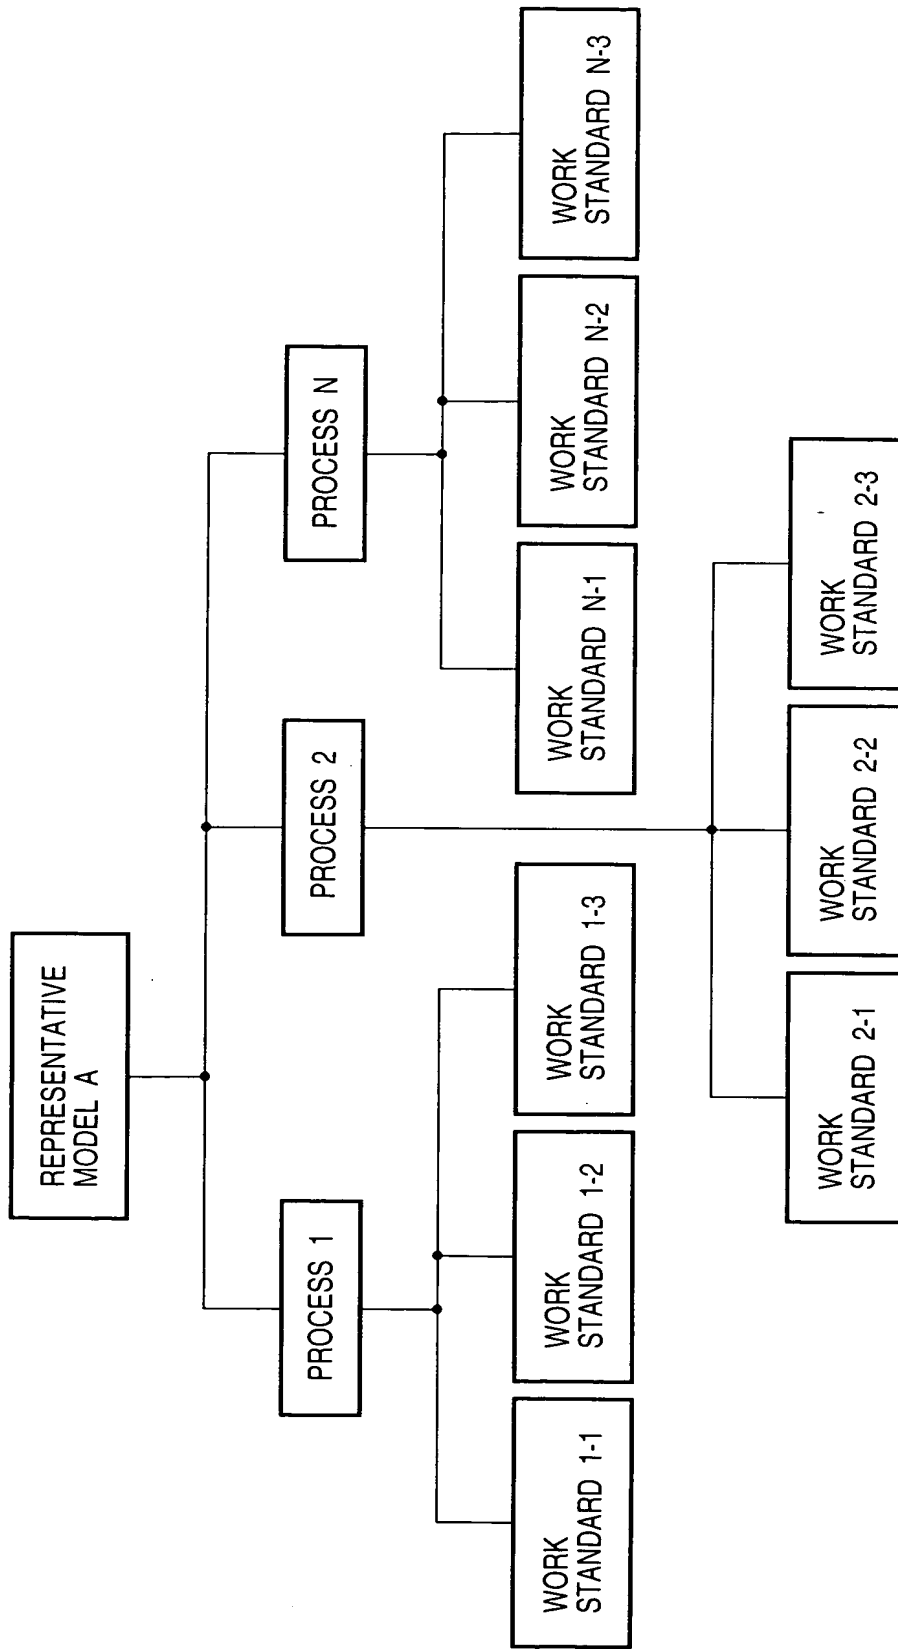 REPRESENTATIVE
MODEL A
PROCESS 1
PROCESS 2
PROCESS N
WORK
STANDARD 1-1
WORK
STANDARD 1-2
WORK
STANDARD 1-3
WORK
STANDARD N-1
WORK
STANDARD N-2
WORK
STANDARD N-3
WORK
STANDARD 2-1
WORK
STANDARD 2-2
WORK
STANDARD 2-3